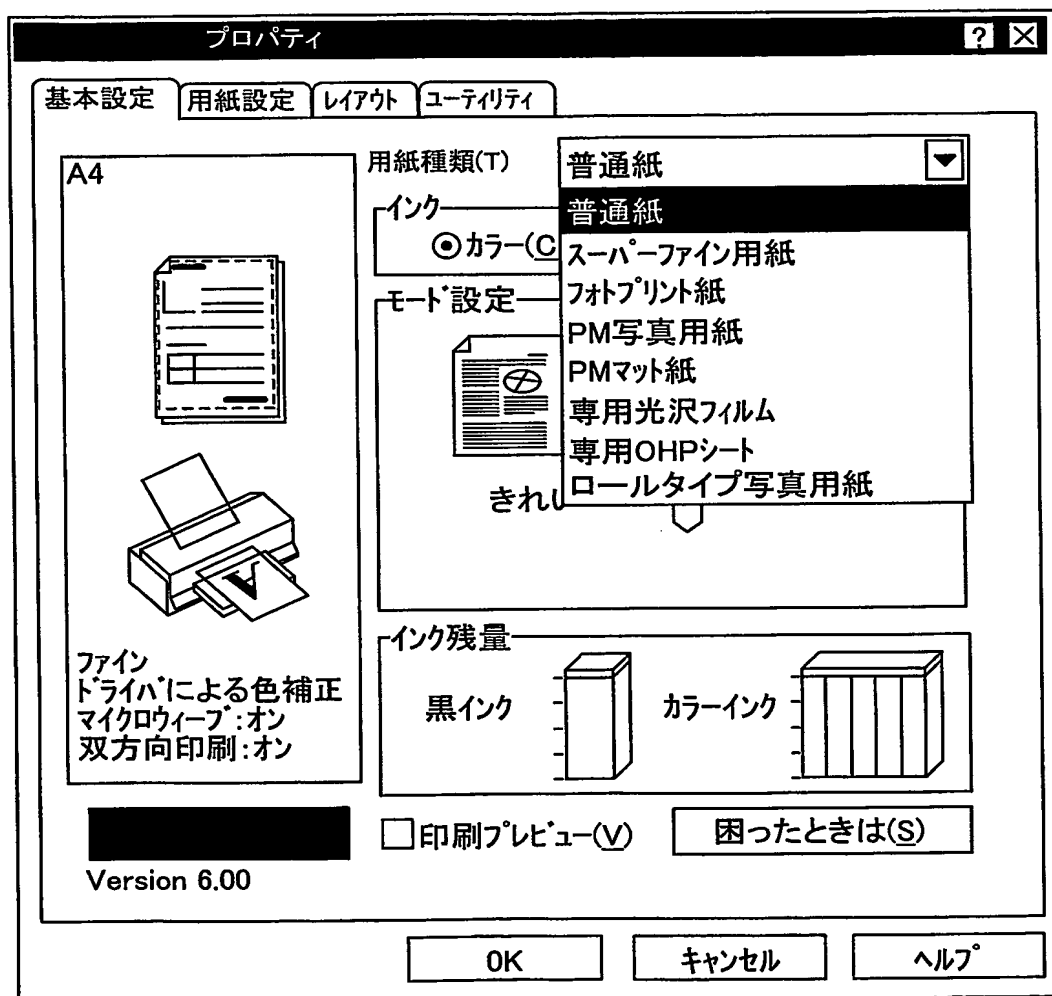 プロパティ ? ×
基本設定 用紙設定 レイアウト ユーティリティ
A4
ファイン
ドライバによる色補正
マイクロウィーブ:オン
双方向印刷:オン
Version 6.00
用紙種類(T) 普通紙
普通紙
スーパーファイン用紙
フォトプリント紙
PM写真用紙
PMマット紙
専用光沢フィルム
専用OHPシート
ロールタイプ写真用紙
インク
カラー(C
モード設定
きれい
インク残量
黒インク カラーインク
印刷プレビュー(V) 困ったときは(S)
OK キャンセル ヘルプ